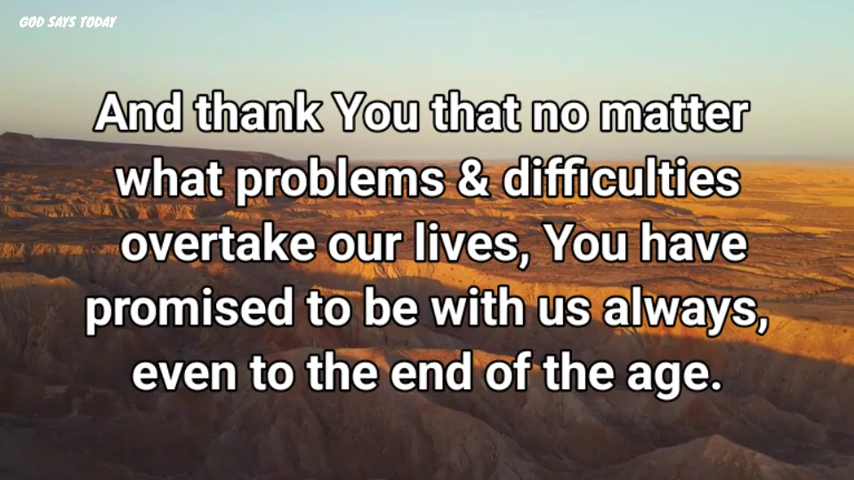 GOD SAYS TODAY
And thank You that no matter
what problems & difficulties
overtake our lives, You have
promised to be with us always,
even to the end of the age.